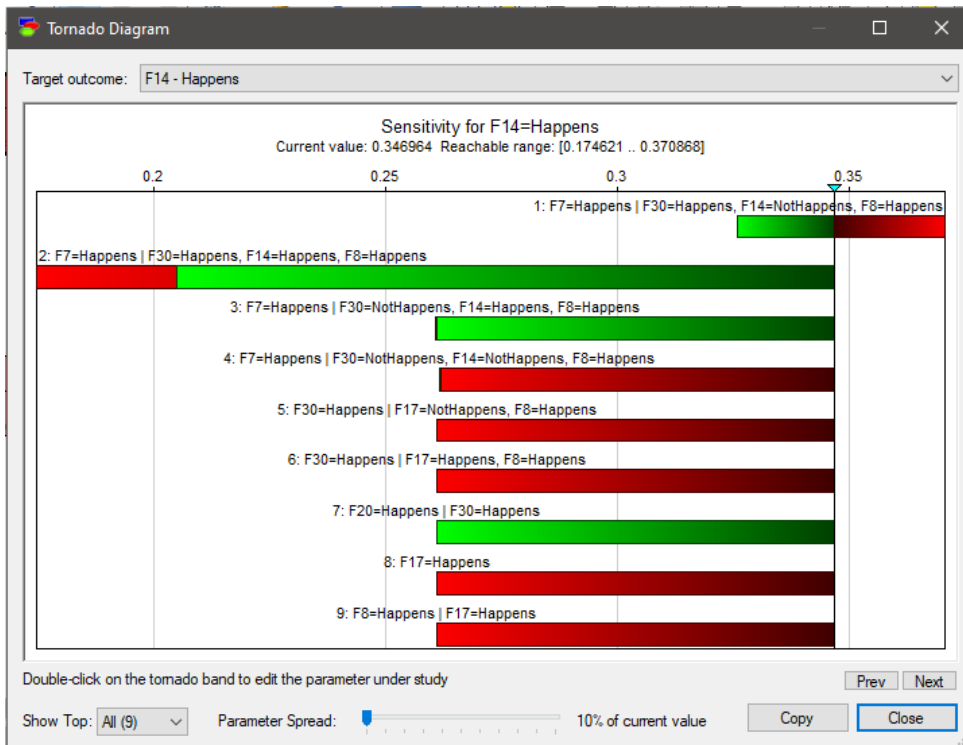 Tornado Diagram
Target outcome: F14 - Happens
Sensitivity for F14=Happens
Current value: 0.346964 Reachable range: [0.174621 .. 0.370868]
0.2 0.25 0.3 0.35
1: F7=Happens | F30=Happens, F14=NotHappens, F8=Happens
2: F7=Happens | F30=Happens, F14=Happens, F8=Happens
3: F7=Happens | F30=NotHappens, F14=Happens, F8=Happens
4: F7=Happens | F30=NotHappens, F14=NotHappens, F8=Happens
5: F30=Happens | F17=NotHappens, F8=Happens
6: F30=Happens | F17=Happens, F8=Happens
7: F20=Happens | F30=Happens
8: F17=Happens
9: F8=Happens | F17=Happens
Double-click on the tornado band to edit the parameter under study
Prev Next
Show Top: All (9) Parameter Spread: 10% of current value Copy Close